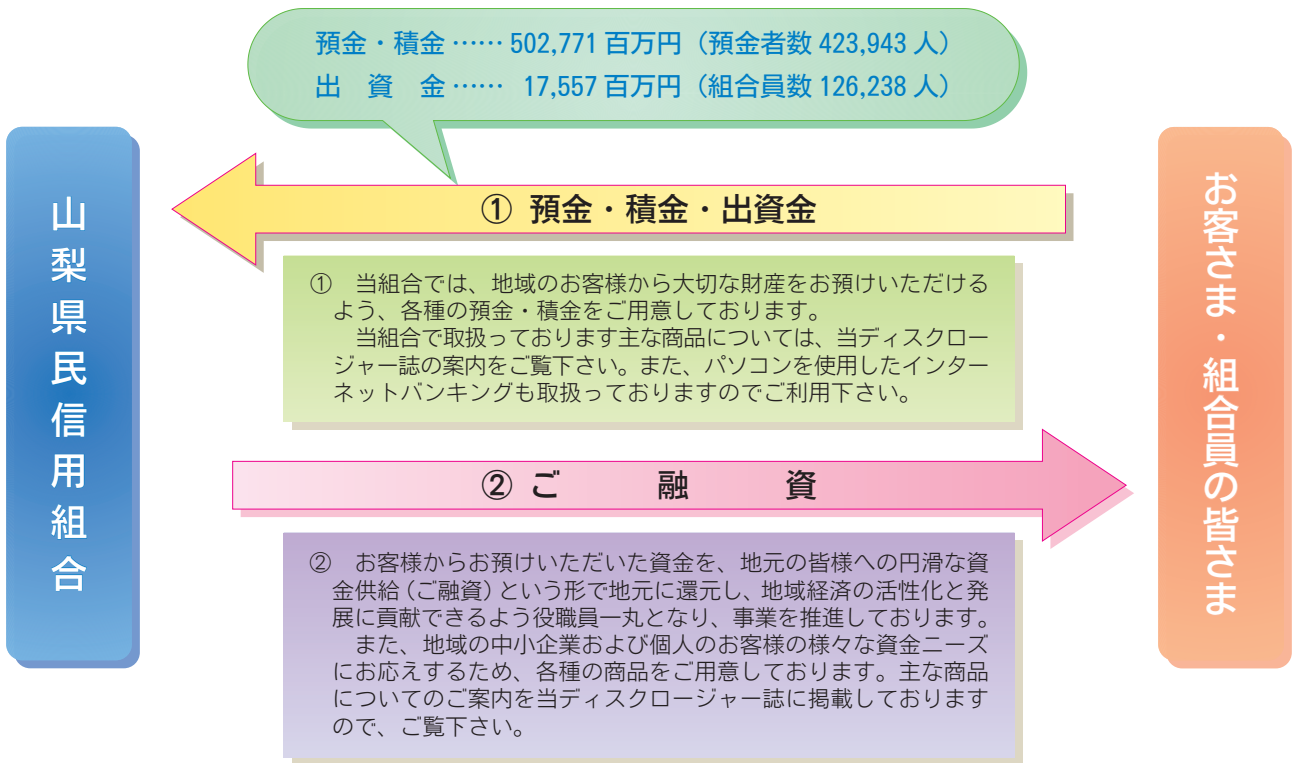 預金・積金 …… 502,771 百万円（預金者数 423,943 人）
出　資　金 …… 17,557 百万円（組合員数 126,238 人）
山梨県民信用組合
① 預金・積金・出資金
①　当組合では、地域のお客様から大切な財産をお預けいただける
よう、各種の預金・積金をご用意しております。
当組合で取扱っております主な商品については、当ディスクロー
ジャー誌の案内をご覧下さい。また、パソコンを使用したインター
ネットバンキングも取扱っておりますのでご利用下さい。
② ご　融　資
②　お客様からお預けいただいた資金を、地元の皆様への円滑な資
金供給（ご融資）という形で地元に還元し、地域経済の活性化と発
展に貢献できるよう役職員一丸となり、事業を推進しております。
また、地域の中小企業および個人のお客様の様々な資金ニーズ
にお応えするため、各種の商品をご用意しております。主な商品
についてのご案内を当ディスクロージャー誌に掲載しております
ので、ご覧下さい。
お客さま・組合員の皆さま